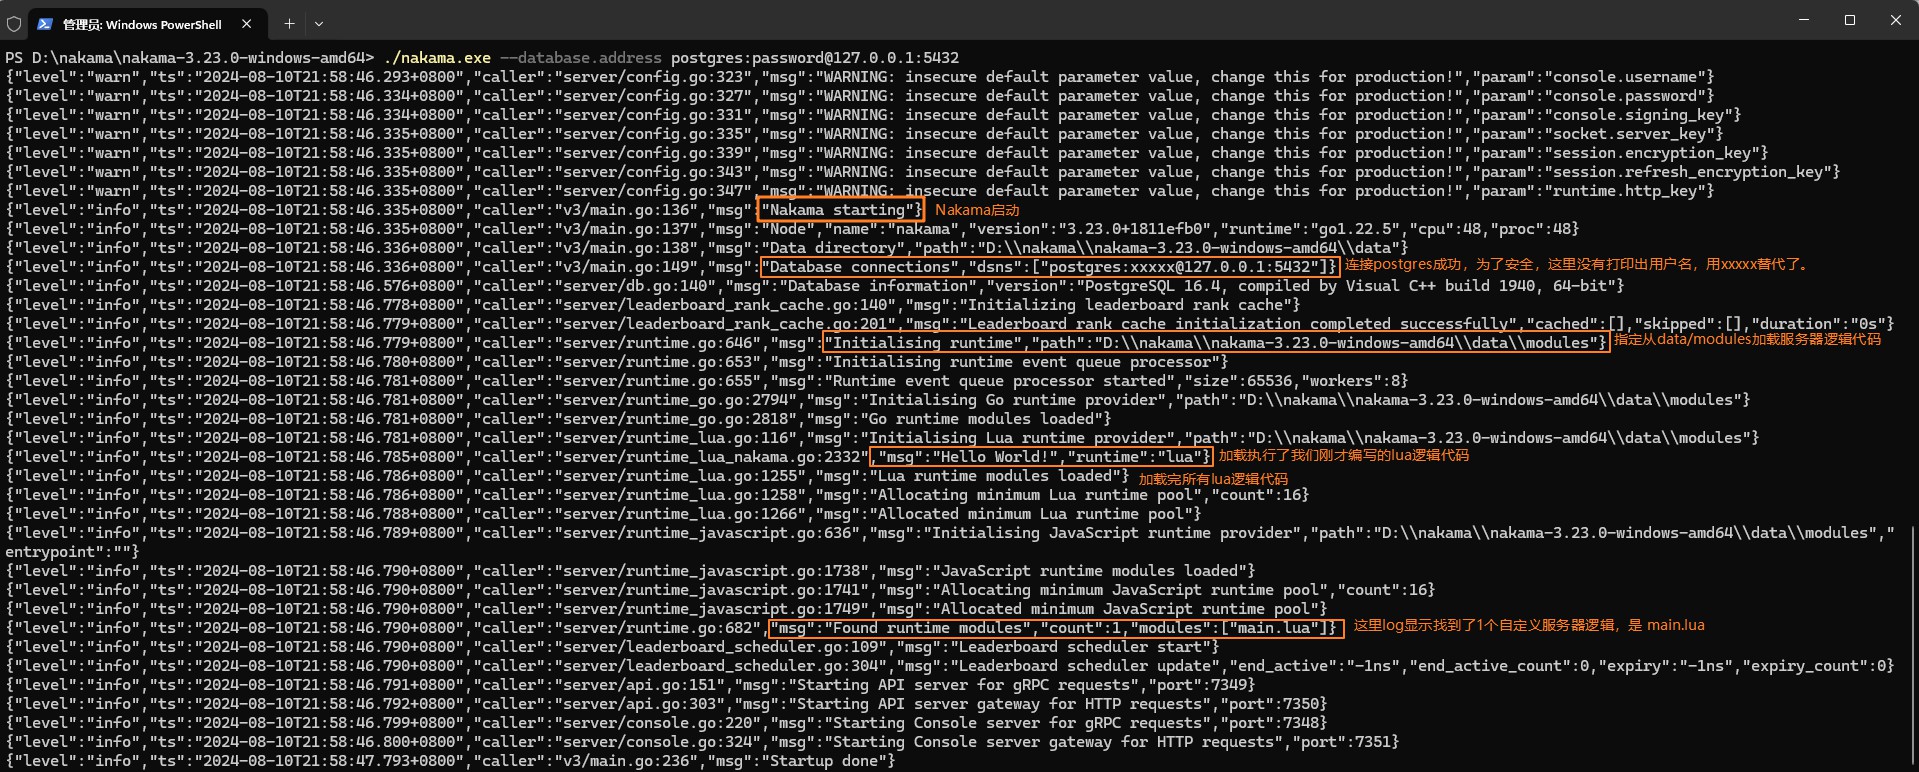 管理员: Windows PowerShell
PS D:\nakama\nakama-3.23.0-windows-amd64> ./nakama.exe --database.address postgres:password@127.0.0.1:5432
{"level":"warn","ts":"2024-08-10T21:58:46.293+0800","caller":"server/config.go:323","msg":"WARNING: insecure default parameter value, change this for production!","param":"console.username"}
{"level":"warn","ts":"2024-08-10T21:58:46.334+0800","caller":"server/config.go:327","msg":"WARNING: insecure default parameter value, change this for production!","param":"console.password"}
{"level":"warn","ts":"2024-08-10T21:58:46.334+0800","caller":"server/config.go:331","msg":"WARNING: insecure default parameter value, change this for production!","param":"console.signing_key"}
{"level":"warn","ts":"2024-08-10T21:58:46.335+0800","caller":"server/config.go:335","msg":"WARNING: insecure default parameter value, change this for production!","param":"socket.server_key"}
{"level":"warn","ts":"2024-08-10T21:58:46.335+0800","caller":"server/config.go:339","msg":"WARNING: insecure default parameter value, change this for production!","param":"session.encryption_key"}
{"level":"warn","ts":"2024-08-10T21:58:46.335+0800","caller":"server/config.go:343","msg":"WARNING: insecure default parameter value, change this for production!","param":"session.refresh_encryption_key"}
{"level":"warn","ts":"2024-08-10T21:58:46.335+0800","caller":"server/config.go:347","msg":"WARNING: insecure default parameter value, change this for production!","param":"runtime.http_key"}
{"level":"info","ts":"2024-08-10T21:58:46.335+0800","caller":"v3/main.go:136","msg":"Nakama starting"} Nakama启动
{"level":"info","ts":"2024-08-10T21:58:46.335+0800","caller":"v3/main.go:137","msg":"Node","name":"nakama","version":"3.23.0+1811efb0","runtime":"go1.22.5","cpu":48,"proc":48}
{"level":"info","ts":"2024-08-10T21:58:46.336+0800","caller":"v3/main.go:138","msg":"Data directory","path":"D:\\nakama\\nakama-3.23.0-windows-amd64\\data"}
{"level":"info","ts":"2024-08-10T21:58:46.336+0800","caller":"v3/main.go:149","msg":"Database connections","dsns":["postgres:xxxxx@127.0.0.1:5432"]} 连接postgres成功，为了安全，这里没有打印出用户名，用xxxxx替代了。
{"level":"info","ts":"2024-08-10T21:58:46.576+0800","caller":"server/db.go:140","msg":"Database information","version":"PostgreSQL 16.4, compiled by Visual C++ build 1940, 64-bit"}
{"level":"info","ts":"2024-08-10T21:58:46.778+0800","caller":"server/leaderboard_rank_cache.go:140","msg":"Initializing leaderboard rank cache"}
{"level":"info","ts":"2024-08-10T21:58:46.779+0800","caller":"server/leaderboard_rank_cache.go:201","msg":"Leaderboard rank cache initialization completed successfully","cached":[],"skipped":[],"duration":"0s"}
{"level":"info","ts":"2024-08-10T21:58:46.779+0800","caller":"server/runtime.go:646","msg":"Initialising runtime","path":"D:\\nakama\\nakama-3.23.0-windows-amd64\\data\\modules"} 指定从data/modules加载服务器逻辑代码
{"level":"info","ts":"2024-08-10T21:58:46.780+0800","caller":"server/runtime.go:653","msg":"Initialising runtime event queue processor"}
{"level":"info","ts":"2024-08-10T21:58:46.781+0800","caller":"server/runtime.go:655","msg":"Runtime event queue processor started","size":65536,"workers":8}
{"level":"info","ts":"2024-08-10T21:58:46.781+0800","caller":"server/runtime_go.go:2794","msg":"Initialising Go runtime provider","path":"D:\\nakama\\nakama-3.23.0-windows-amd64\\data\\modules"}
{"level":"info","ts":"2024-08-10T21:58:46.781+0800","caller":"server/runtime_go.go:2818","msg":"Go runtime modules loaded"}
{"level":"info","ts":"2024-08-10T21:58:46.781+0800","caller":"server/runtime_lua.go:116","msg":"Initialising Lua runtime provider","path":"D:\\nakama\\nakama-3.23.0-windows-amd64\\data\\modules"}
{"level":"info","ts":"2024-08-10T21:58:46.786+0800","caller":"server/runtime_lua_nakama.go:2332","msg":"Hello World!","runtime":"lua"} 加载执行了我们刚才编写的lua逻辑代码
{"level":"info","ts":"2024-08-10T21:58:46.786+0800","caller":"server/runtime_lua.go:1255","msg":"Lua runtime modules loaded"} 加载完所有lua逻辑代码
{"level":"info","ts":"2024-08-10T21:58:46.786+0800","caller":"server/runtime_lua.go:1258","msg":"Allocating minimum Lua runtime pool","count":16}
{"level":"info","ts":"2024-08-10T21:58:46.788+0800","caller":"server/runtime_lua.go:1266","msg":"Allocated minimum Lua runtime pool"}
{"level":"info","ts":"2024-08-10T21:58:46.789+0800","caller":"server/runtime_javascript.go:636","msg":"Initialising JavaScript runtime provider","path":"D:\\nakama\\nakama-3.23.0-windows-amd64\\data\\modules","
entrypoint":""}
{"level":"info","ts":"2024-08-10T21:58:46.790+0800","caller":"server/runtime_javascript.go:1738","msg":"JavaScript runtime modules loaded"}
{"level":"info","ts":"2024-08-10T21:58:46.790+0800","caller":"server/runtime_javascript.go:1741","msg":"Allocating minimum JavaScript runtime pool","count":16}
{"level":"info","ts":"2024-08-10T21:58:46.790+0800","caller":"server/runtime_javascript.go:1749","msg":"Allocated minimum JavaScript runtime pool"}
{"level":"info","ts":"2024-08-10T21:58:46.790+0800","caller":"server/runtime.go:682","msg":"Found runtime modules","count":1,"modules":["main.lua"]} 这里log显示找到了1个自定义服务器逻辑，是 main.lua
{"level":"info","ts":"2024-08-10T21:58:46.790+0800","caller":"server/leaderboard_scheduler.go:109","msg":"Leaderboard scheduler start"}
{"level":"info","ts":"2024-08-10T21:58:46.790+0800","caller":"server/leaderboard_scheduler.go:304","msg":"Leaderboard scheduler update","end_active":"-1ns","end_active_count":0,"expiry":"-1ns","expiry_count":0}
{"level":"info","ts":"2024-08-10T21:58:46.791+0800","caller":"server/api.go:151","msg":"Starting API server for gRPC requests","port":7349}
{"level":"info","ts":"2024-08-10T21:58:46.792+0800","caller":"server/api.go:303","msg":"Starting API server gateway for HTTP requests","port":7350}
{"level":"info","ts":"2024-08-10T21:58:46.799+0800","caller":"server/console.go:220","msg":"Starting Console server for gRPC requests","port":7348}
{"level":"info","ts":"2024-08-10T21:58:46.800+0800","caller":"server/console.go:324","msg":"Starting Console server gateway for HTTP requests","port":7351}
{"level":"info","ts":"2024-08-10T21:58:47.793+0800","caller":"v3/main.go:236","msg":"Startup done"}